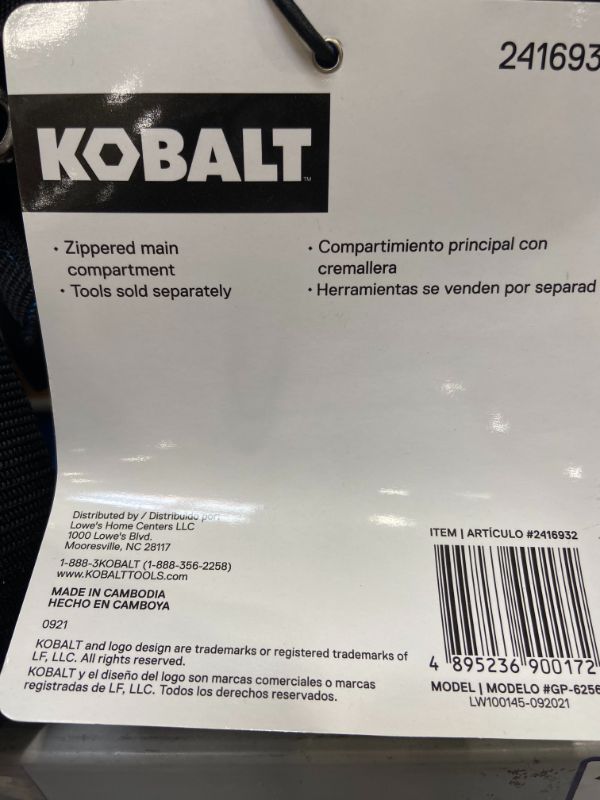 241693
KOBALT™
• Zippered main
compartment
• Tools sold separately
• Compartimiento principal con
cremallera
• Herramientas se venden por separad
Distributed by / Distribuido por:
Lowe's Home Centers LLC
1000 Lowe's Blvd.
Mooresville, NC 28117
1-888-3KOBALT (1-888-356-2258)
www.KOBALTTOOLS.com
MADE IN CAMBODIA
HECHO EN CAMBOYA
0921
KOBALT and logo design are trademarks or registered trademarks of
LF, LLC. All rights reserved.
KOBALT y el diseño del logo son marcas comerciales o marcas
registradas de LF, LLC. Todos los derechos reservados.
ITEM | ARTÍCULO #2416932
4 895236 900172
MODEL | MODELO #GP-6256
LW100145-092021